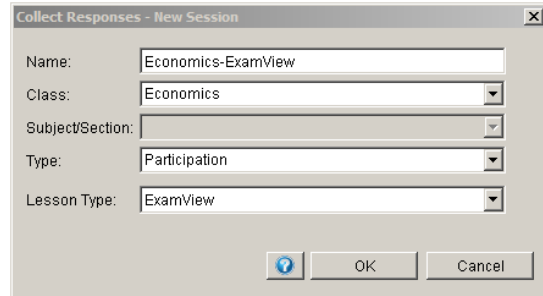 Collect Responses - New Session
Name: Economics-ExamView
Class: Economics
Subject/Section:
Type: Participation
Lesson Type: ExamView
? OK Cancel